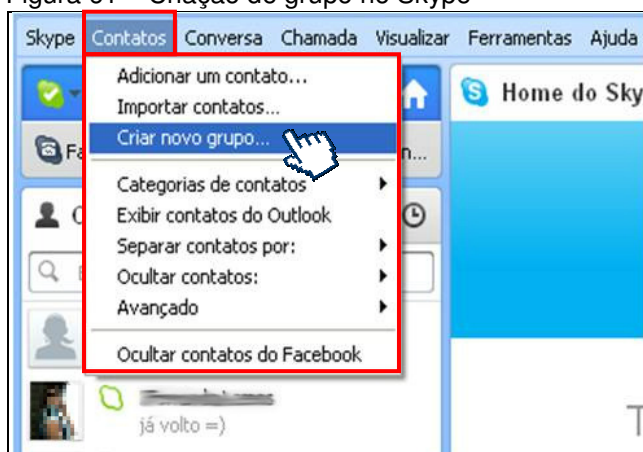 Skype Contatos Conversa Chamada Visualizar Ferramentas Ajuda
Adicionar um contato...
Importar contatos...
Home do Sky
Criar novo grupo...
Fa
n...
Categorias de contatos
Exibir contatos do Outlook
Separar contatos por:
Ocultar contatos:
Avançado
Ocultar contatos do Facebook
já volto =)
T